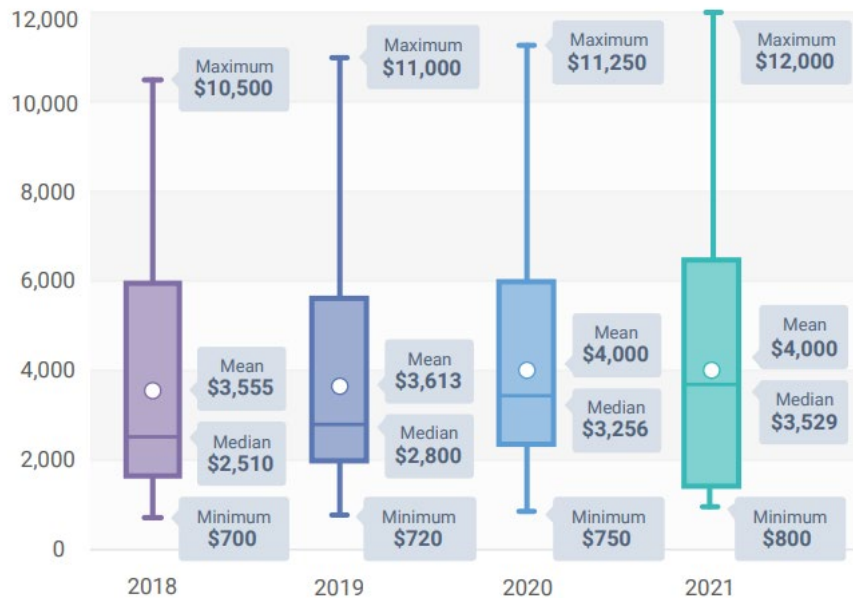 12,000
10,000
8,000
6,000
4,000
2,000
0
Maximum
$10,500
Mean
$3,555
Median
$2,510
Minimum
$700
Maximum
$11,000
Mean
$3,613
Median
$2,800
Minimum
$720
Maximum
$11,250
Mean
$4,000
Median
$3,256
Minimum
$750
Maximum
$12,000
Mean
$4,000
Median
$3,529
Minimum
$800
2018
2019
2020
2021